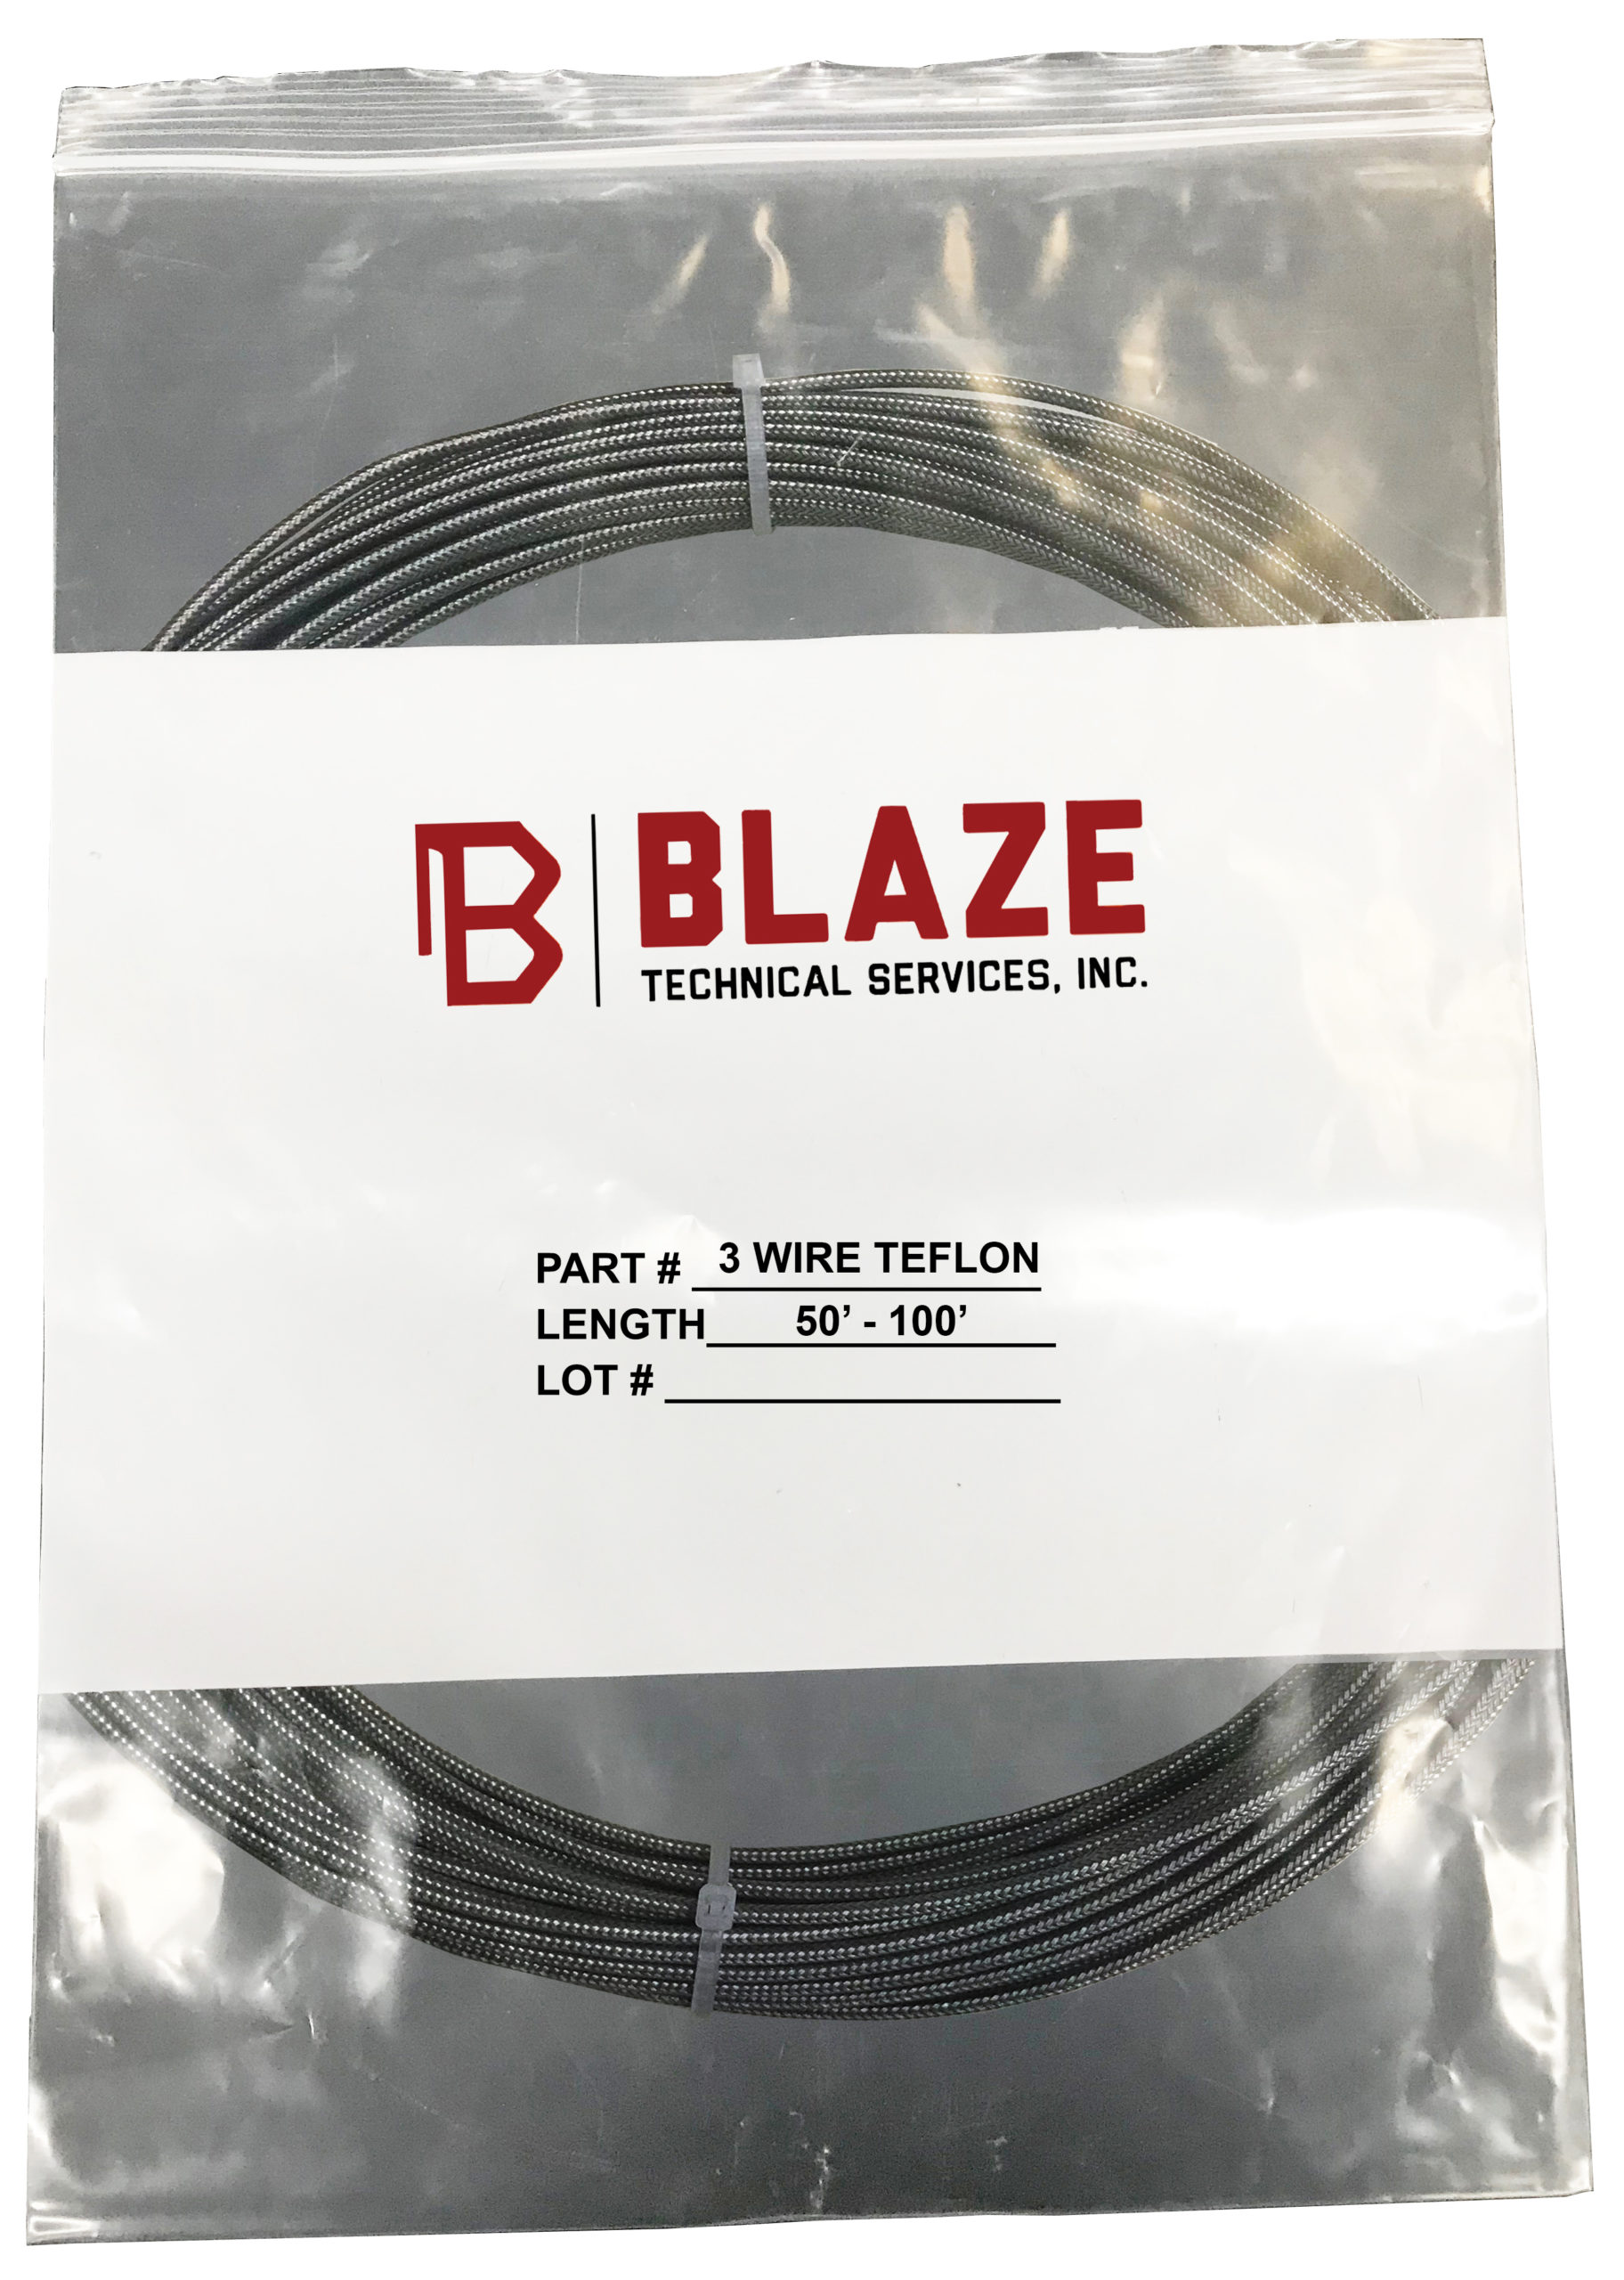 B
BLAZE
TECHNICAL SERVICES, INC.
PART # 3 WIRE TEFLON
LENGTH 50’ - 100’
LOT #